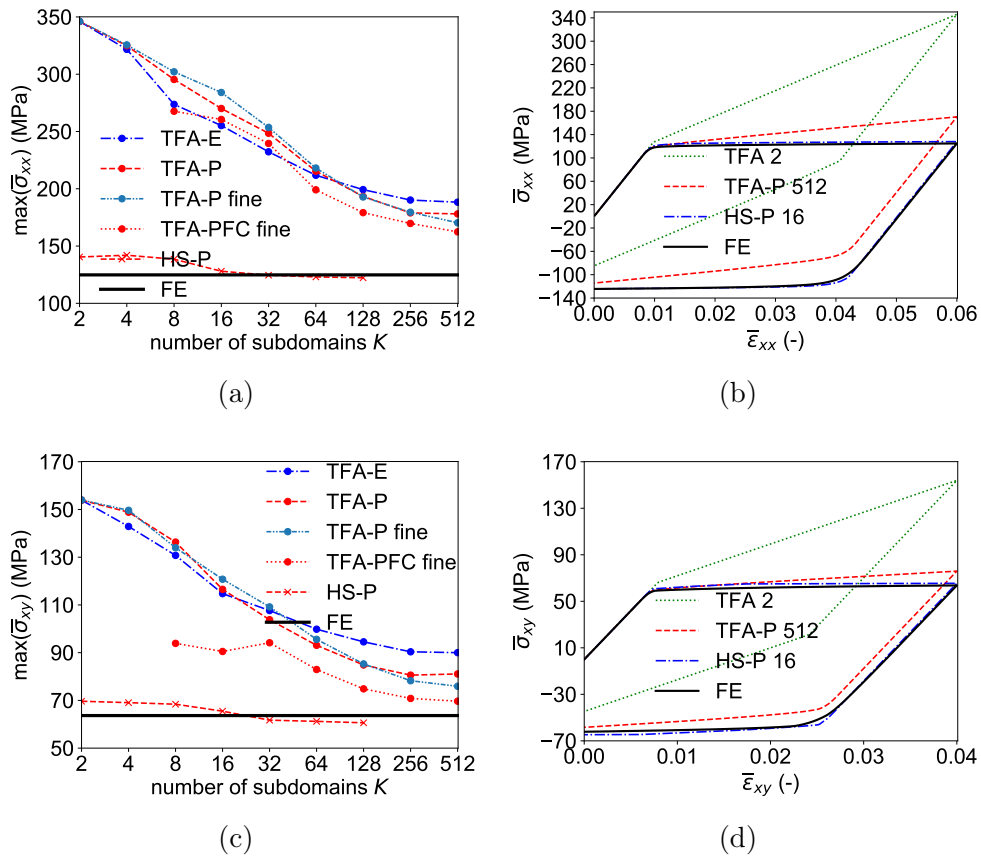 350
300
250
200
150
100
max(σ̅xx) (MPa)
TFA-E
TFA-P
TFA-P fine
TFA-PFC fine
HS-P
FE
2 4 8 16 32 64 128 256 512
number of subdomains K
(a)
340
300
260
220
180
140
100
60
20
−20
−60
−100
−140
σ̅xx (MPa)
TFA 2
TFA-P 512
HS-P 16
FE
0.00 0.01 0.02 0.03 0.04 0.05 0.06
ε̅xx (-)
(b)
170
150
130
110
90
70
50
max(σ̅xy) (MPa)
TFA-E
TFA-P
TFA-P fine
TFA-PFC fine
HS-P
FE
2 4 8 16 32 64 128 256 512
number of subdomains K
(c)
170
130
90
50
10
−30
−70
σ̅xy (MPa)
TFA 2
TFA-P 512
HS-P 16
FE
0.00 0.01 0.02 0.03 0.04
ε̅xy (-)
(d)